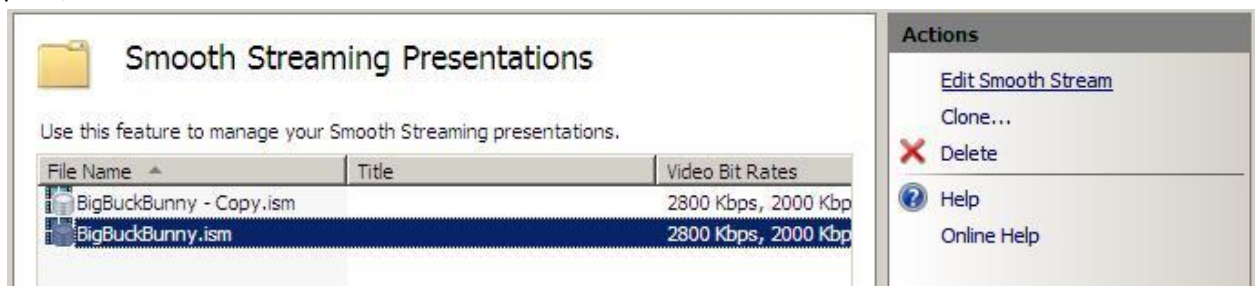 Smooth Streaming Presentations
Use this feature to manage your Smooth Streaming presentations.
File Name Title Video Bit Rates
BigBuckBunny - Copy.ism 2800 Kbps, 2000 Kbp
BigBuckBunny.ism 2800 Kbps, 2000 Kbp
Actions
Edit Smooth Stream
Clone...
Delete
Help
Online Help